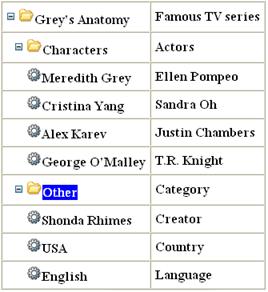 Grey's Anatomy Famous TV series
Characters Actors
Meredith Grey Ellen Pompeo
Cristina Yang Sandra Oh
Alex Karev Justin Chambers
George O'Malley T.R. Knight
Other Category
Shonda Rhimes Creator
USA Country
English Language